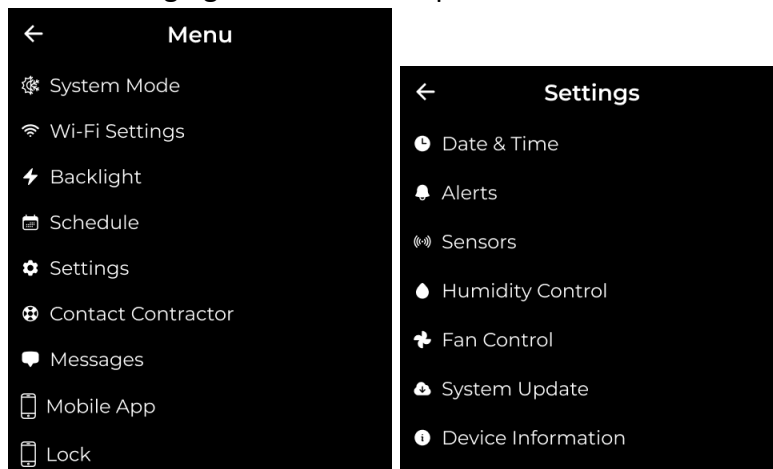 Menu
System Mode
Wi-Fi Settings
Backlight
Schedule
Settings
Contact Contractor
Messages
Mobile App
Lock
Settings
Date & Time
Alerts
Sensors
Humidity Control
Fan Control
System Update
Device Information